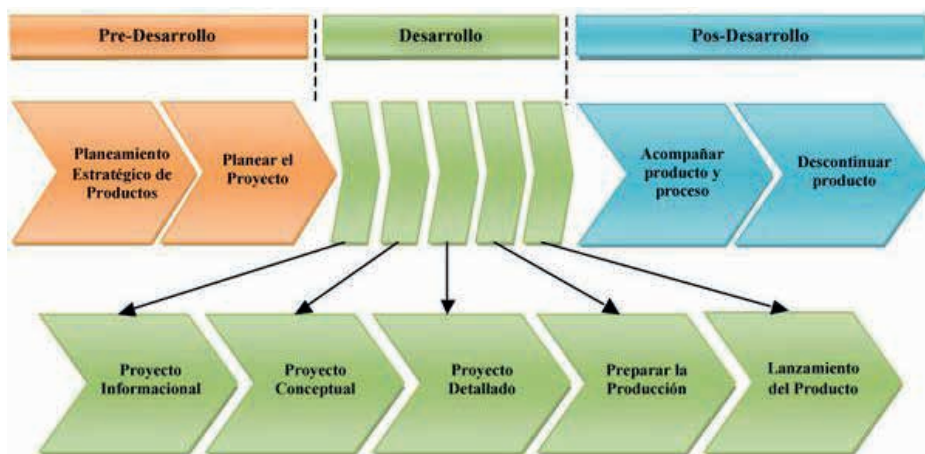 Pre-Desarrollo
Desarrollo
Pos-Desarrollo
Planeamiento
Estratégico de
Productos
Planear el
Proyecto
Acompañar
producto y
proceso
Descontinuar
producto
Proyecto
Informacional
Proyecto
Conceptual
Proyecto
Detallado
Preparar la
Producción
Lanzamiento
del Producto